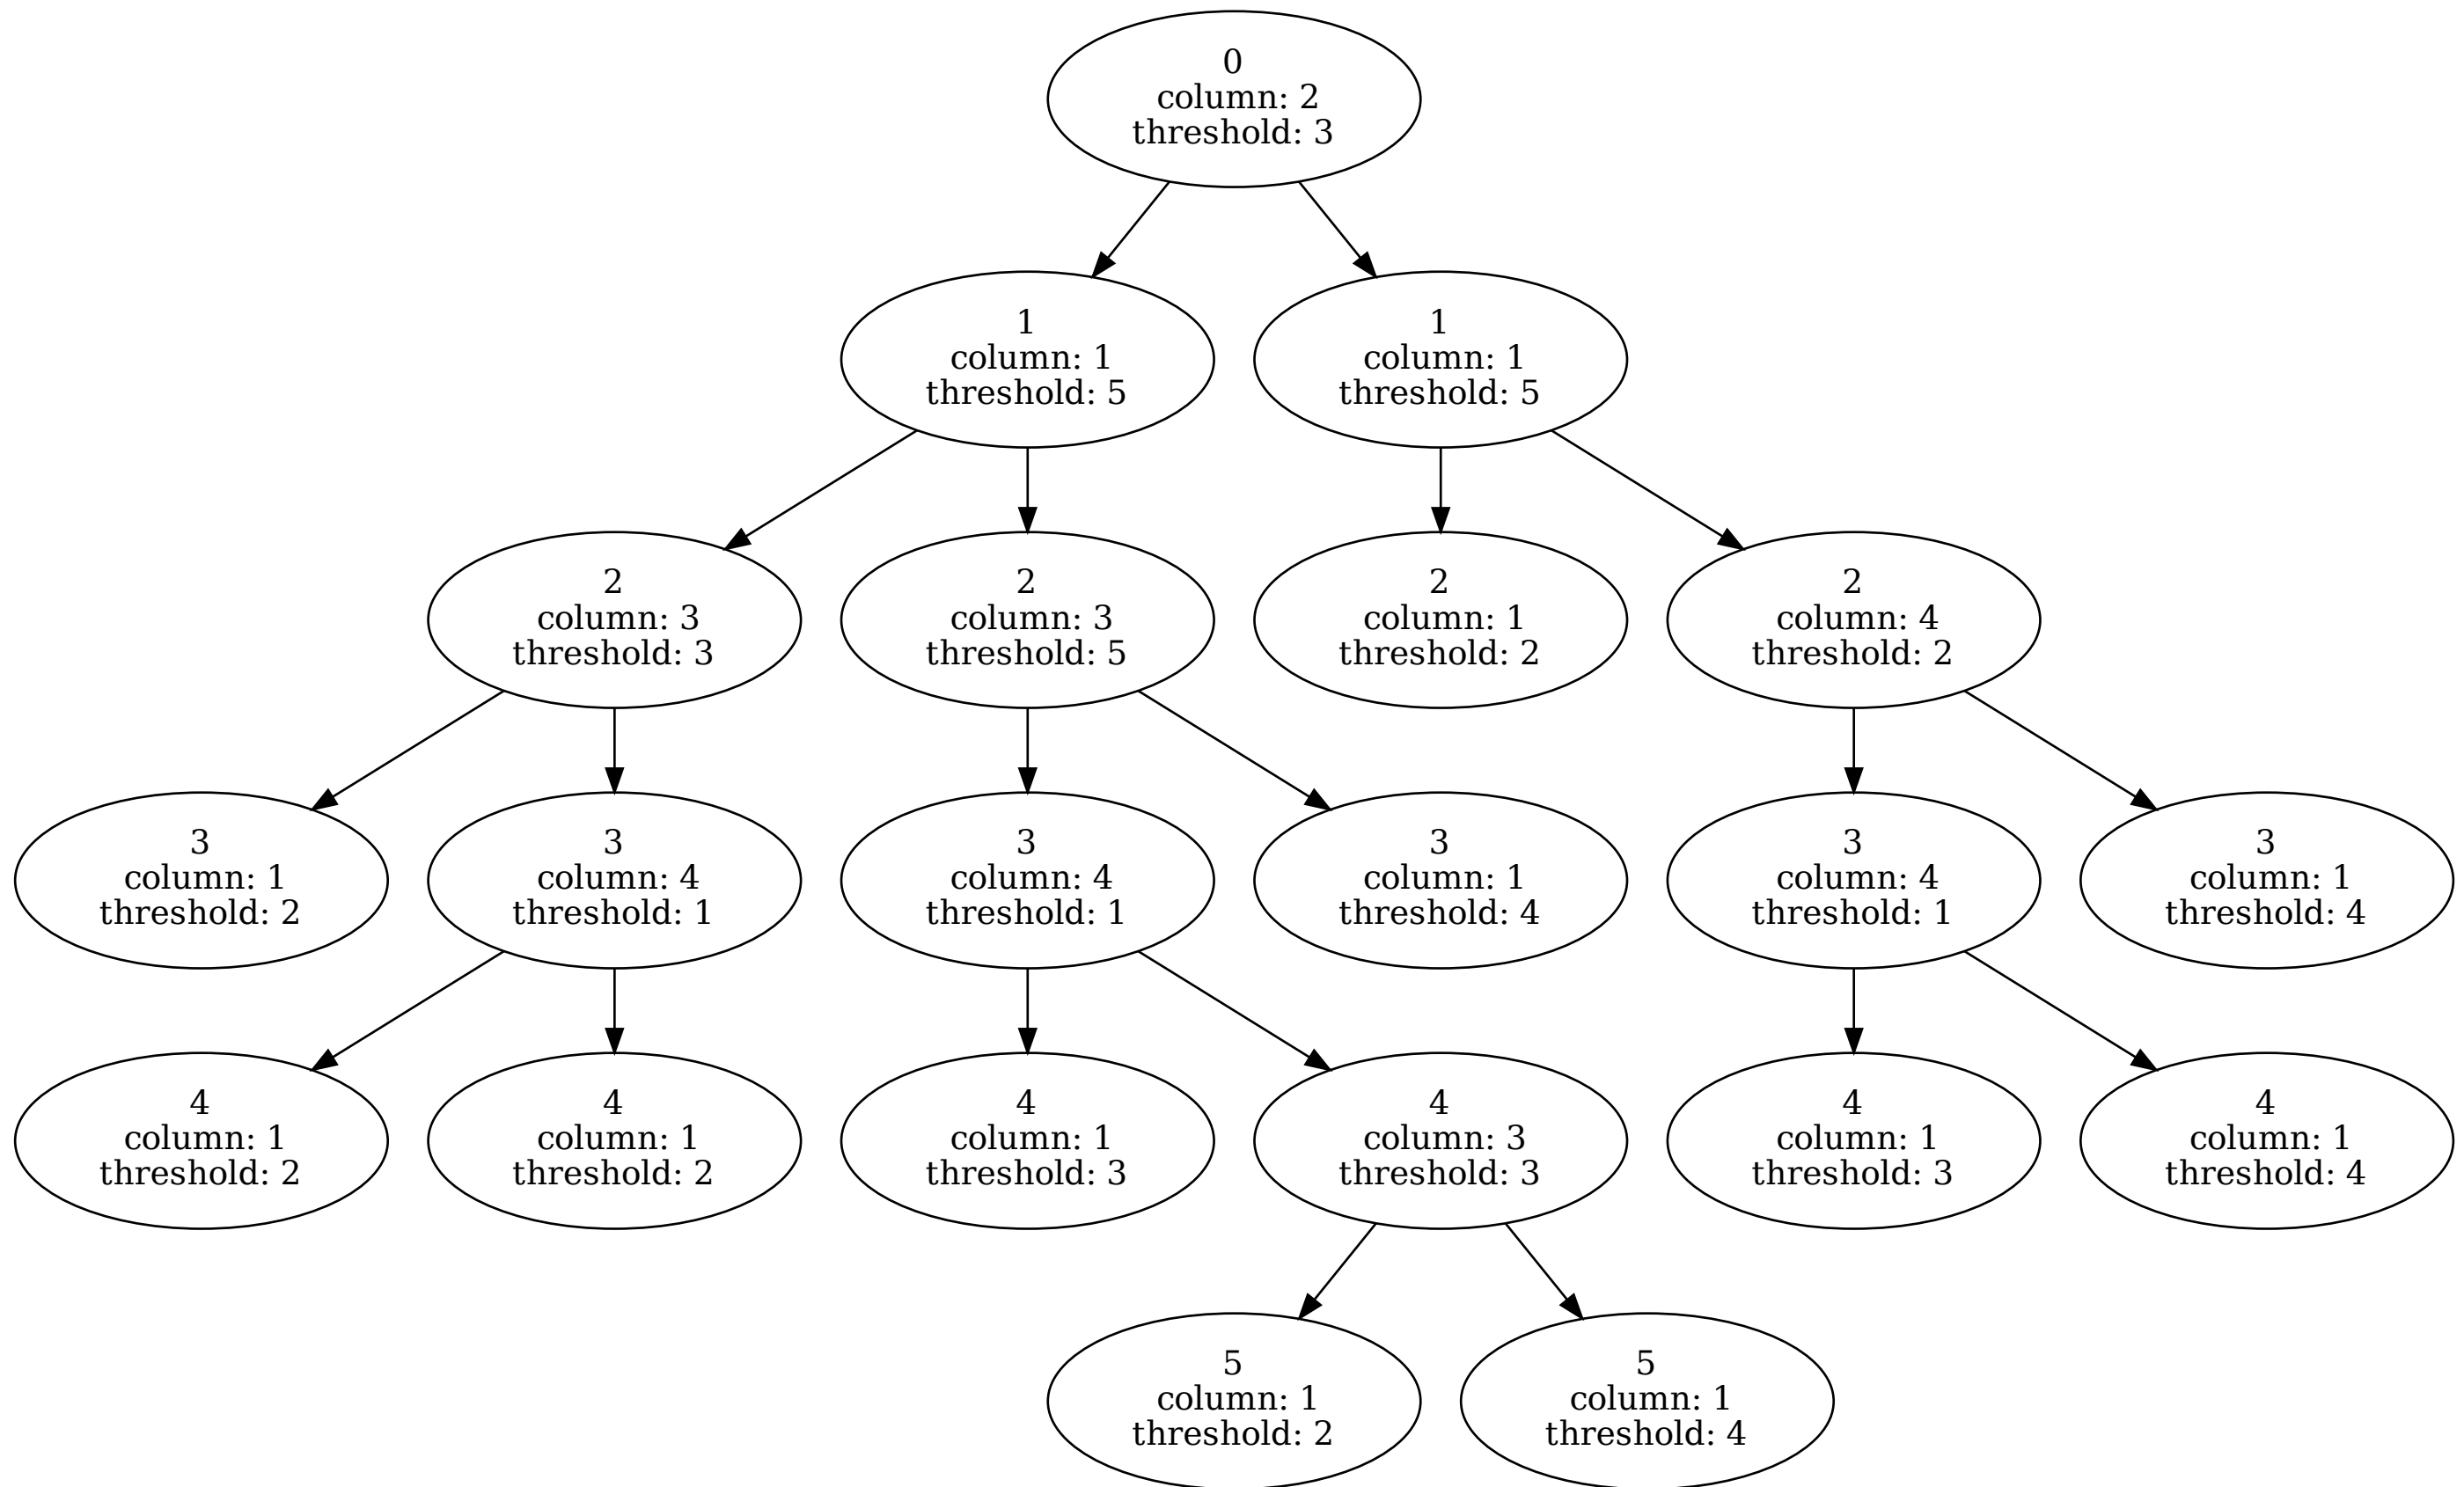 0
column: 2
threshold: 3
1
column: 1
threshold: 5
1
column: 1
threshold: 5
2
column: 3
threshold: 3
2
column: 3
threshold: 5
2
column: 1
threshold: 2
2
column: 4
threshold: 2
3
column: 1
threshold: 2
3
column: 4
threshold: 1
3
column: 4
threshold: 1
3
column: 1
threshold: 4
3
column: 4
threshold: 1
3
column: 1
threshold: 4
4
column: 1
threshold: 2
4
column: 1
threshold: 2
4
column: 1
threshold: 3
4
column: 3
threshold: 3
4
column: 1
threshold: 3
4
column: 1
threshold: 4
5
column: 1
threshold: 2
5
column: 1
threshold: 4